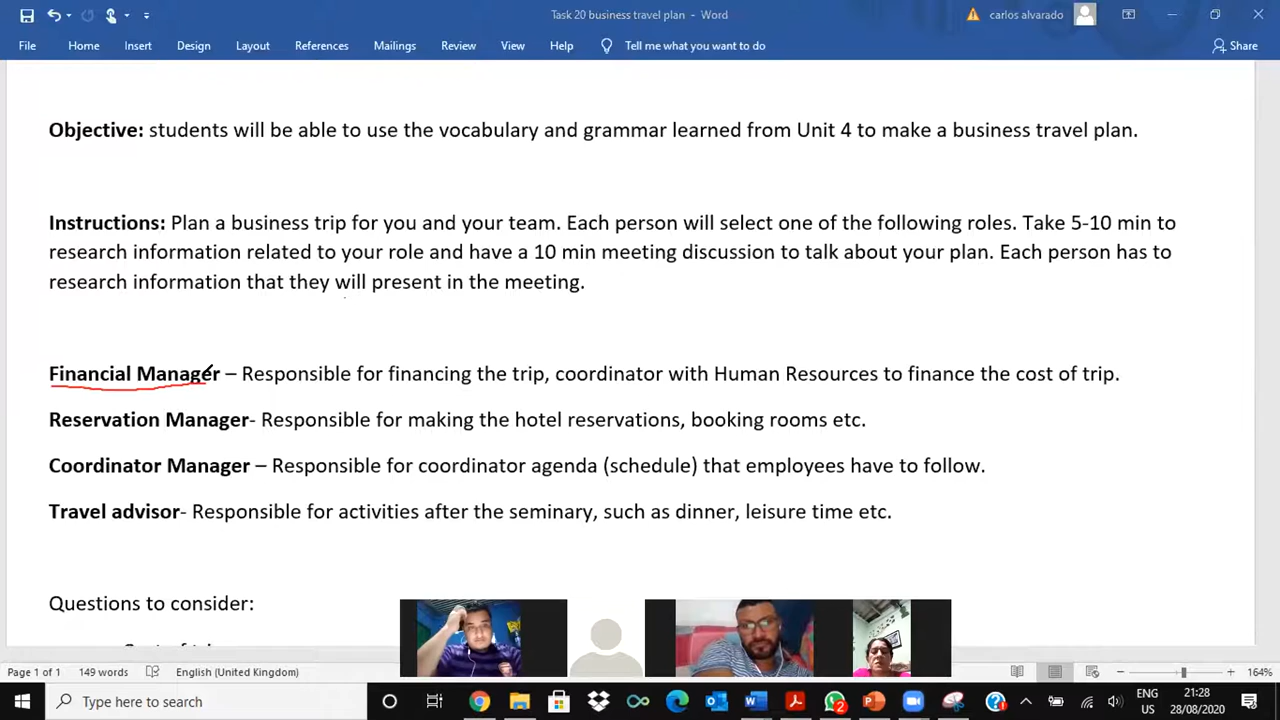 Task 20 business travel plan - Word
carlos alvarado
File Home Insert Design Layout References Mailings Review View Help Tell me what you want to do Share
Objective: students will be able to use the vocabulary and grammar learned from Unit 4 to make a business travel plan.
Instructions: Plan a business trip for you and your team. Each person will select one of the following roles. Take 5-10 min to
research information related to your role and have a 10 min meeting discussion to talk about your plan. Each person has to
research information that they will present in the meeting.
Financial Manager – Responsible for financing the trip, coordinator with Human Resources to finance the cost of trip.
Reservation Manager- Responsible for making the hotel reservations, booking rooms etc.
Coordinator Manager – Responsible for coordinator agenda (schedule) that employees have to follow.
Travel advisor- Responsible for activities after the seminary, such as dinner, leisure time etc.
Questions to consider:
Page 1 of 1 149 words English (United Kingdom) 164%
Type here to search
2
ENG 21:28
US 28/08/2020